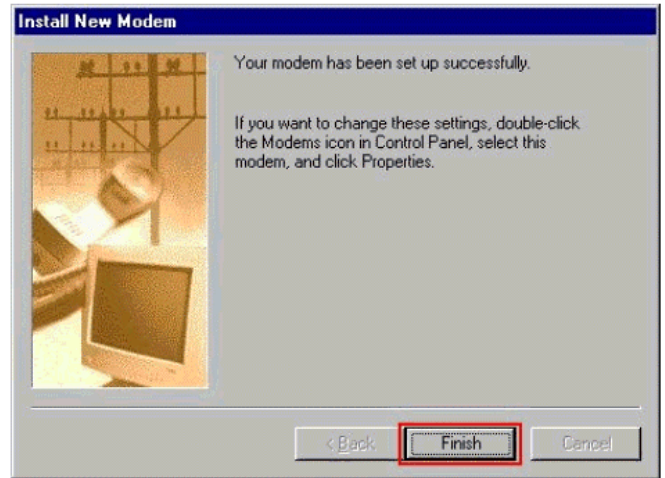 Install New Modem
Your modem has been set up successfully.
If you want to change these settings, double-click
the Modems icon in Control Panel, select this
modem, and click Properties.
< Back
Finish
Cancel